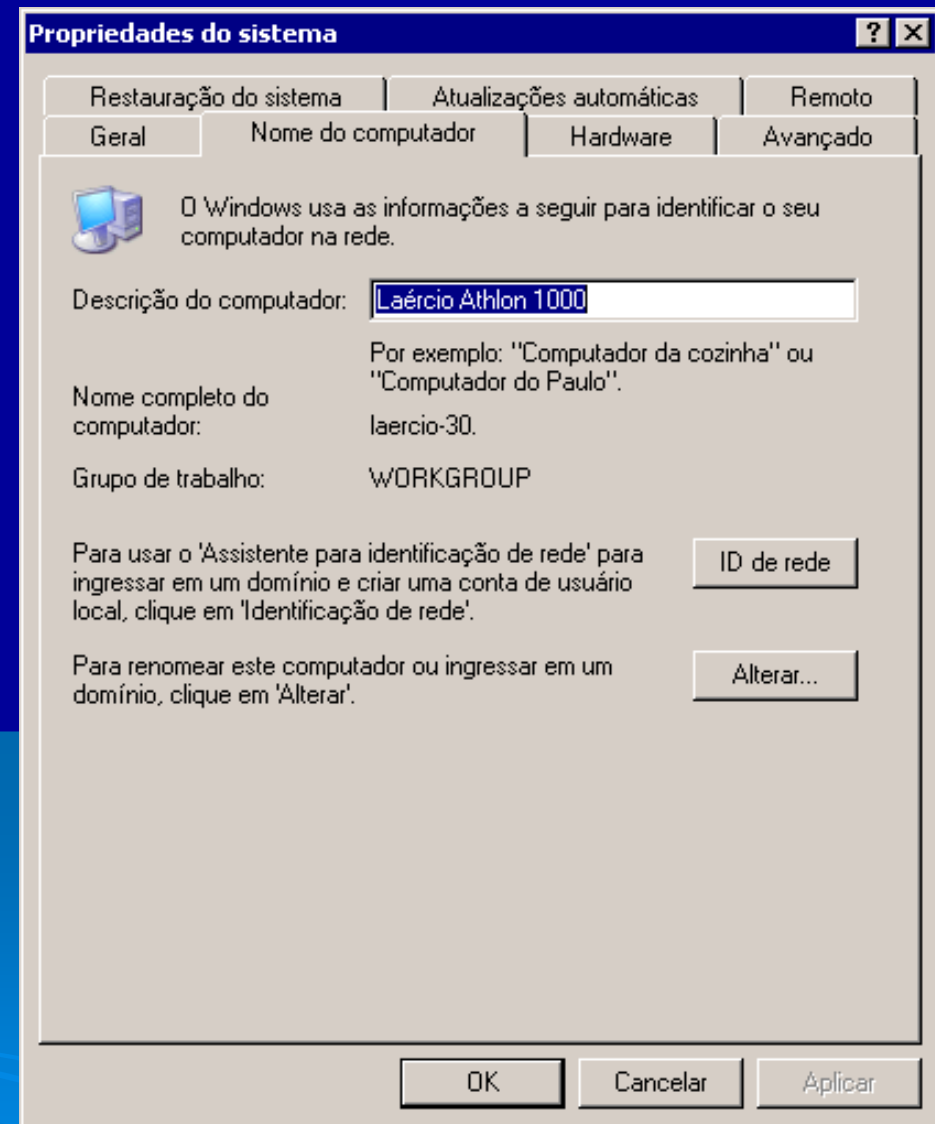 Propriedades do sistema
Restauração do sistema
Atualizações automáticas
Remoto
Geral
Nome do computador
Hardware
Avançado
O Windows usa as informações a seguir para identificar o seu
computador na rede.
Descrição do computador:
Laércio Athlon 1000
Por exemplo: "Computador da cozinha" ou
"Computador do Paulo".
Nome completo do
computador:
laercio-30.
Grupo de trabalho:
WORKGROUP
Para usar o 'Assistente para identificação de rede' para
ingressar em um domínio e criar uma conta de usuário
local, clique em 'Identificação de rede'.
ID de rede
Para renomear este computador ou ingressar em um
domínio, clique em 'Alterar'.
Alterar...
OK
Cancelar
Aplicar